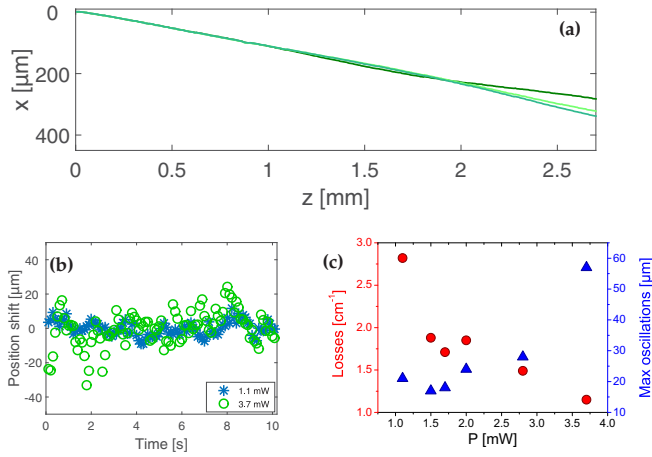 (a)
0
200
400
x [µm]
0 0.5 1 1.5 2 2.5
z [mm]
(b)
40
20
0
-20
-40
Position shift [µm]
1.1 mW
3.7 mW
0 2 4 6 8 10
Time [s]
(c)
3.0
2.5
2.0
1.5
1.0
Losses [cm-1]
60
50
40
30
20
10
Max oscillations [µm]
1.0 1.5 2.0 2.5 3.0 3.5 4.0
P [mW]